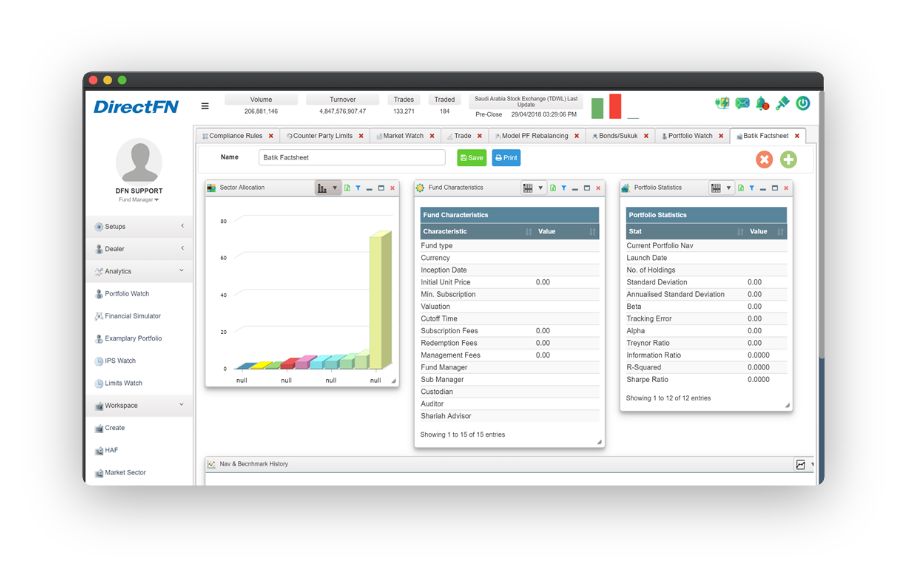 DirectFN
Volume
206,881,146
Turnover
4,847,576,907.47
Trades
133,271
Traded
184
Saudi Arabia Stock Exchange (TDWL) Last
Update
Pre-Close 29/04/2018 03:29:06 PM
Compliance Rules
Counter Party Limits
Market Watch
Trade
Model PF Rebalancing
Bonds/Sukuk
Portfolio Watch
Batik Factsheet
Name
Batik Factsheet
Save
Print
DFN SUPPORT
Fund Manager
Setups
Dealer
Analytics
Portfolio Watch
Financial Simulator
Examplary Portfolio
IPS Watch
Limits Watch
Workspace
Create
HAF
Market Sector
Sector Allocation
80
60
40
20
0
null null null null
Fund Characteristics
Fund Characteristics
Characteristic Value
Fund type
Currency
Inception Date
Initial Unit Price 0.00
Min. Subscription
Valuation
Cutoff Time
Subscription Fees 0.00
Redemption Fees 0.00
Management Fees 0.00
Fund Manager
Sub Manager
Custodian
Auditor
Shariah Advisor
Showing 1 to 15 of 15 entries
Portfolio Statistics
Portfolio Statistics
Stat Value
Current Portfolio Nav
Launch Date
No. of Holdings
Standard Deviation 0.00
Annualised Standard Deviation 0.00
Beta 0.00
Tracking Error 0.00
Alpha 0.00
Treynor Ratio 0.00
Information Ratio 0.0000
R-Squared 0.0000
Sharpe Ratio 0.0000
Showing 1 to 12 of 12 entries
Nav & Becnhmark History